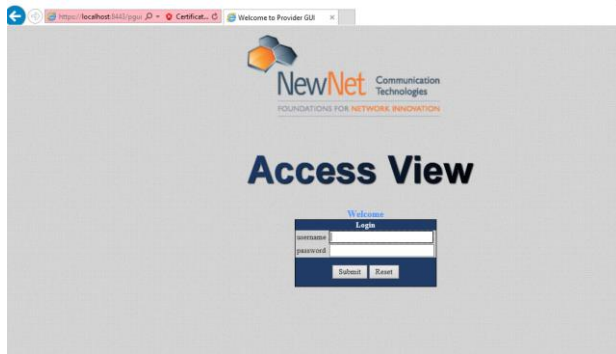 https://localhost:8443/pgui
Certificat...
Welcome to Provider GUI
NewNet Communication
Technologies
FOUNDATIONS FOR NETWORK INNOVATION
Access View
Welcome
Login
username
password
Submit Reset